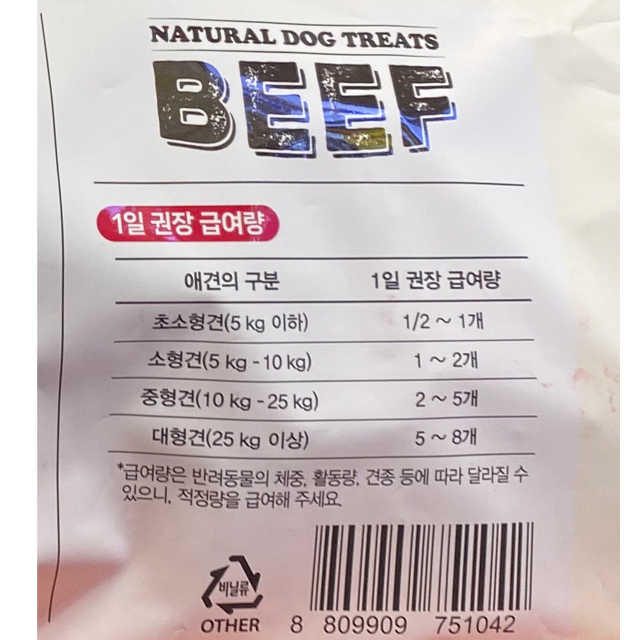 NATURAL DOG TREATS
BEEF
1일 권장 급여량
애견의 구분 1일 권장 급여량
초소형견(5 kg 이하) 1/2 ~ 1개
소형견(5 kg - 10 kg) 1 ~ 2개
중형견(10 kg - 25 kg) 2 ~ 5개
대형견(25 kg 이상) 5 ~ 8개
*급여량은 반려동물의 체중, 활동량, 견종 등에 따라 달라질 수
있으니, 적정량을 급여해 주세요.
비닐류
OTHER
8 809909 751042